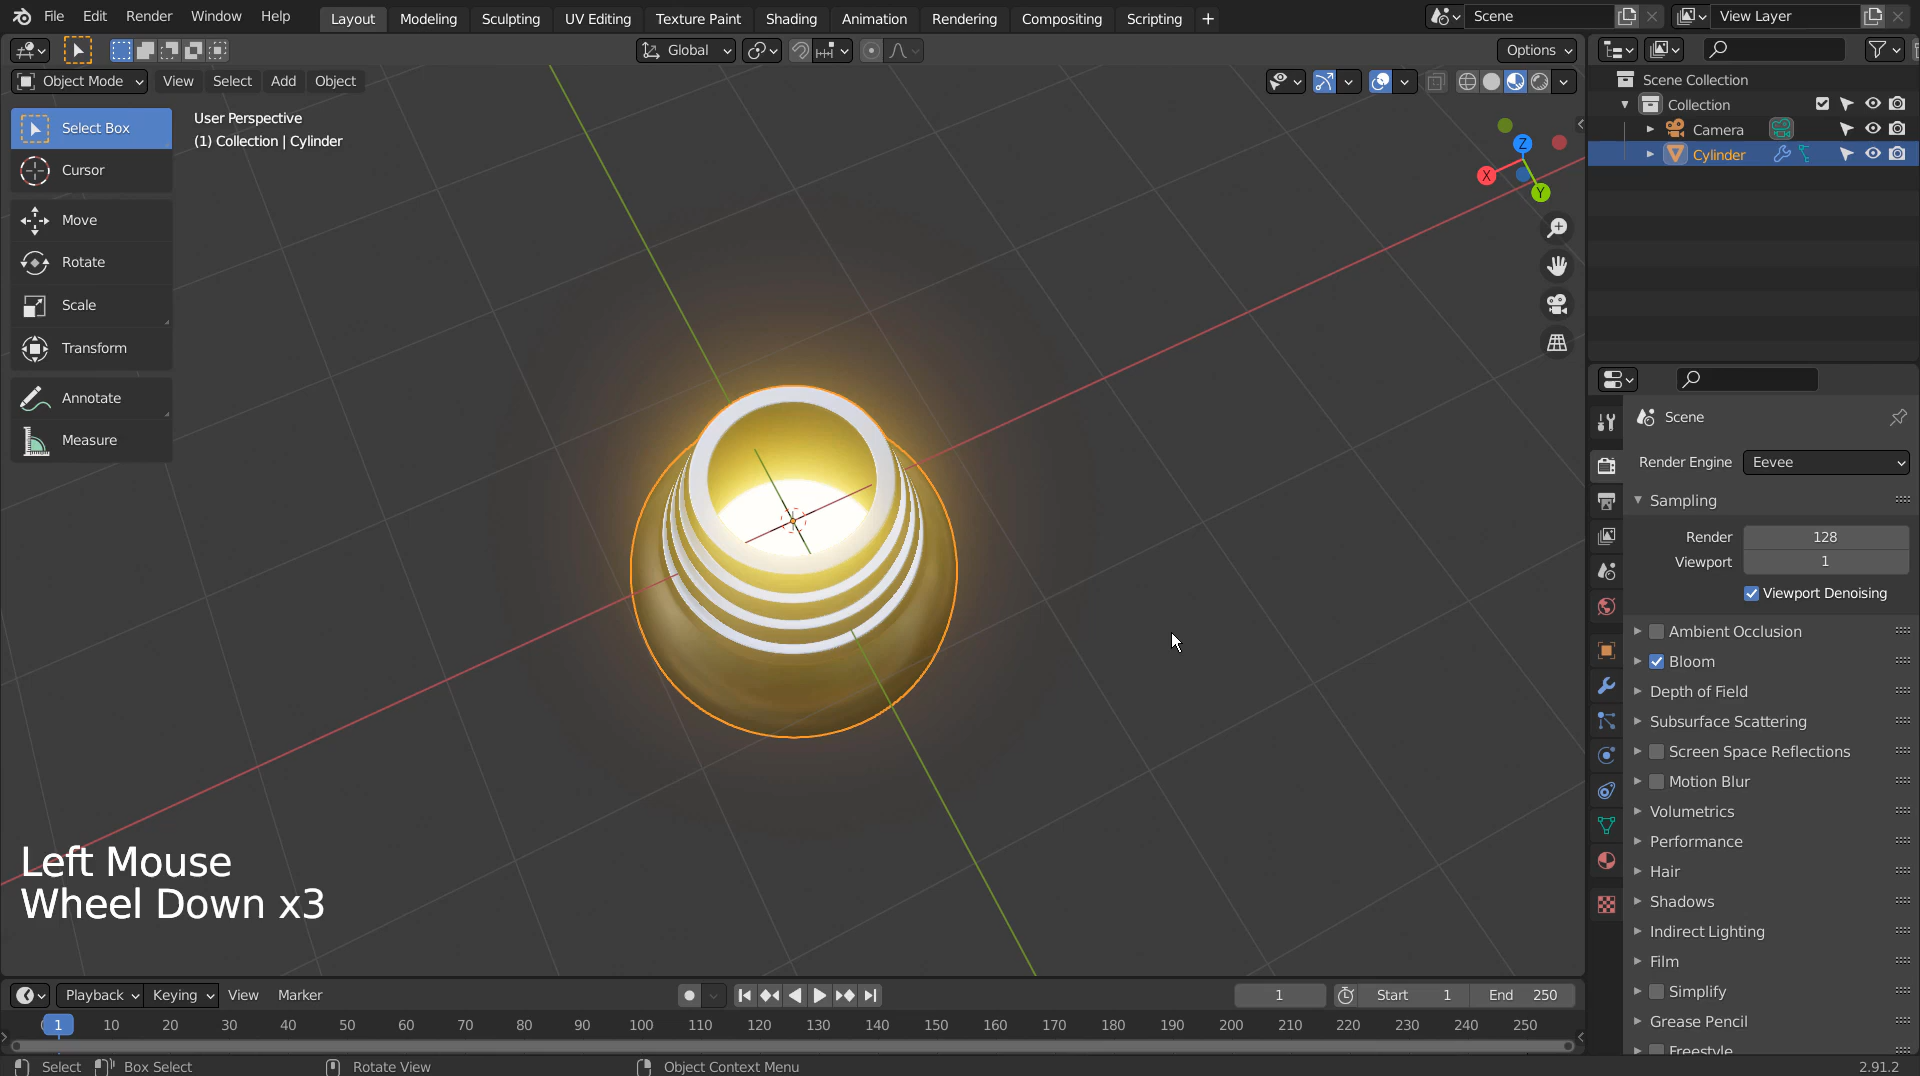 File Edit Render Window Help Layout Modeling Sculpting UV Editing Texture Paint Shading Animation Rendering Compositing Scripting + Scene View Layer
Global Options
Object Mode View Select Add Object
Select Box
Cursor
Move
Rotate
Scale
Transform
Annotate
Measure
User Perspective
(1) Collection | Cylinder
Z
X
Y
Left Mouse
Wheel Down x3
Scene Collection
Collection
Camera
Cylinder
Scene
Render Engine Eevee
Sampling
Render 128
Viewport 1
Viewport Denoising
Ambient Occlusion
Bloom
Depth of Field
Subsurface Scattering
Screen Space Reflections
Motion Blur
Volumetrics
Performance
Hair
Shadows
Indirect Lighting
Film
Simplify
Grease Pencil
Freestyle
Playback Keying View Marker 1 Start 1 End 250
1 10 20 30 40 50 60 70 80 90 100 110 120 130 140 150 160 170 180 190 200 210 220 230 240 250
Select Box Select Rotate View Object Context Menu 2.91.2